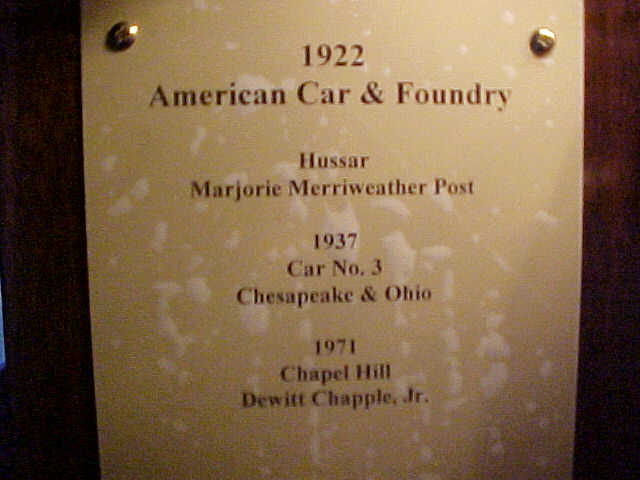 1922
American Car & Foundry
Hussar
Marjorie Merriweather Post
1937
Car No. 3
Chesapeake & Ohio
1971
Chapel Hill
Dewitt Chapple, Jr.